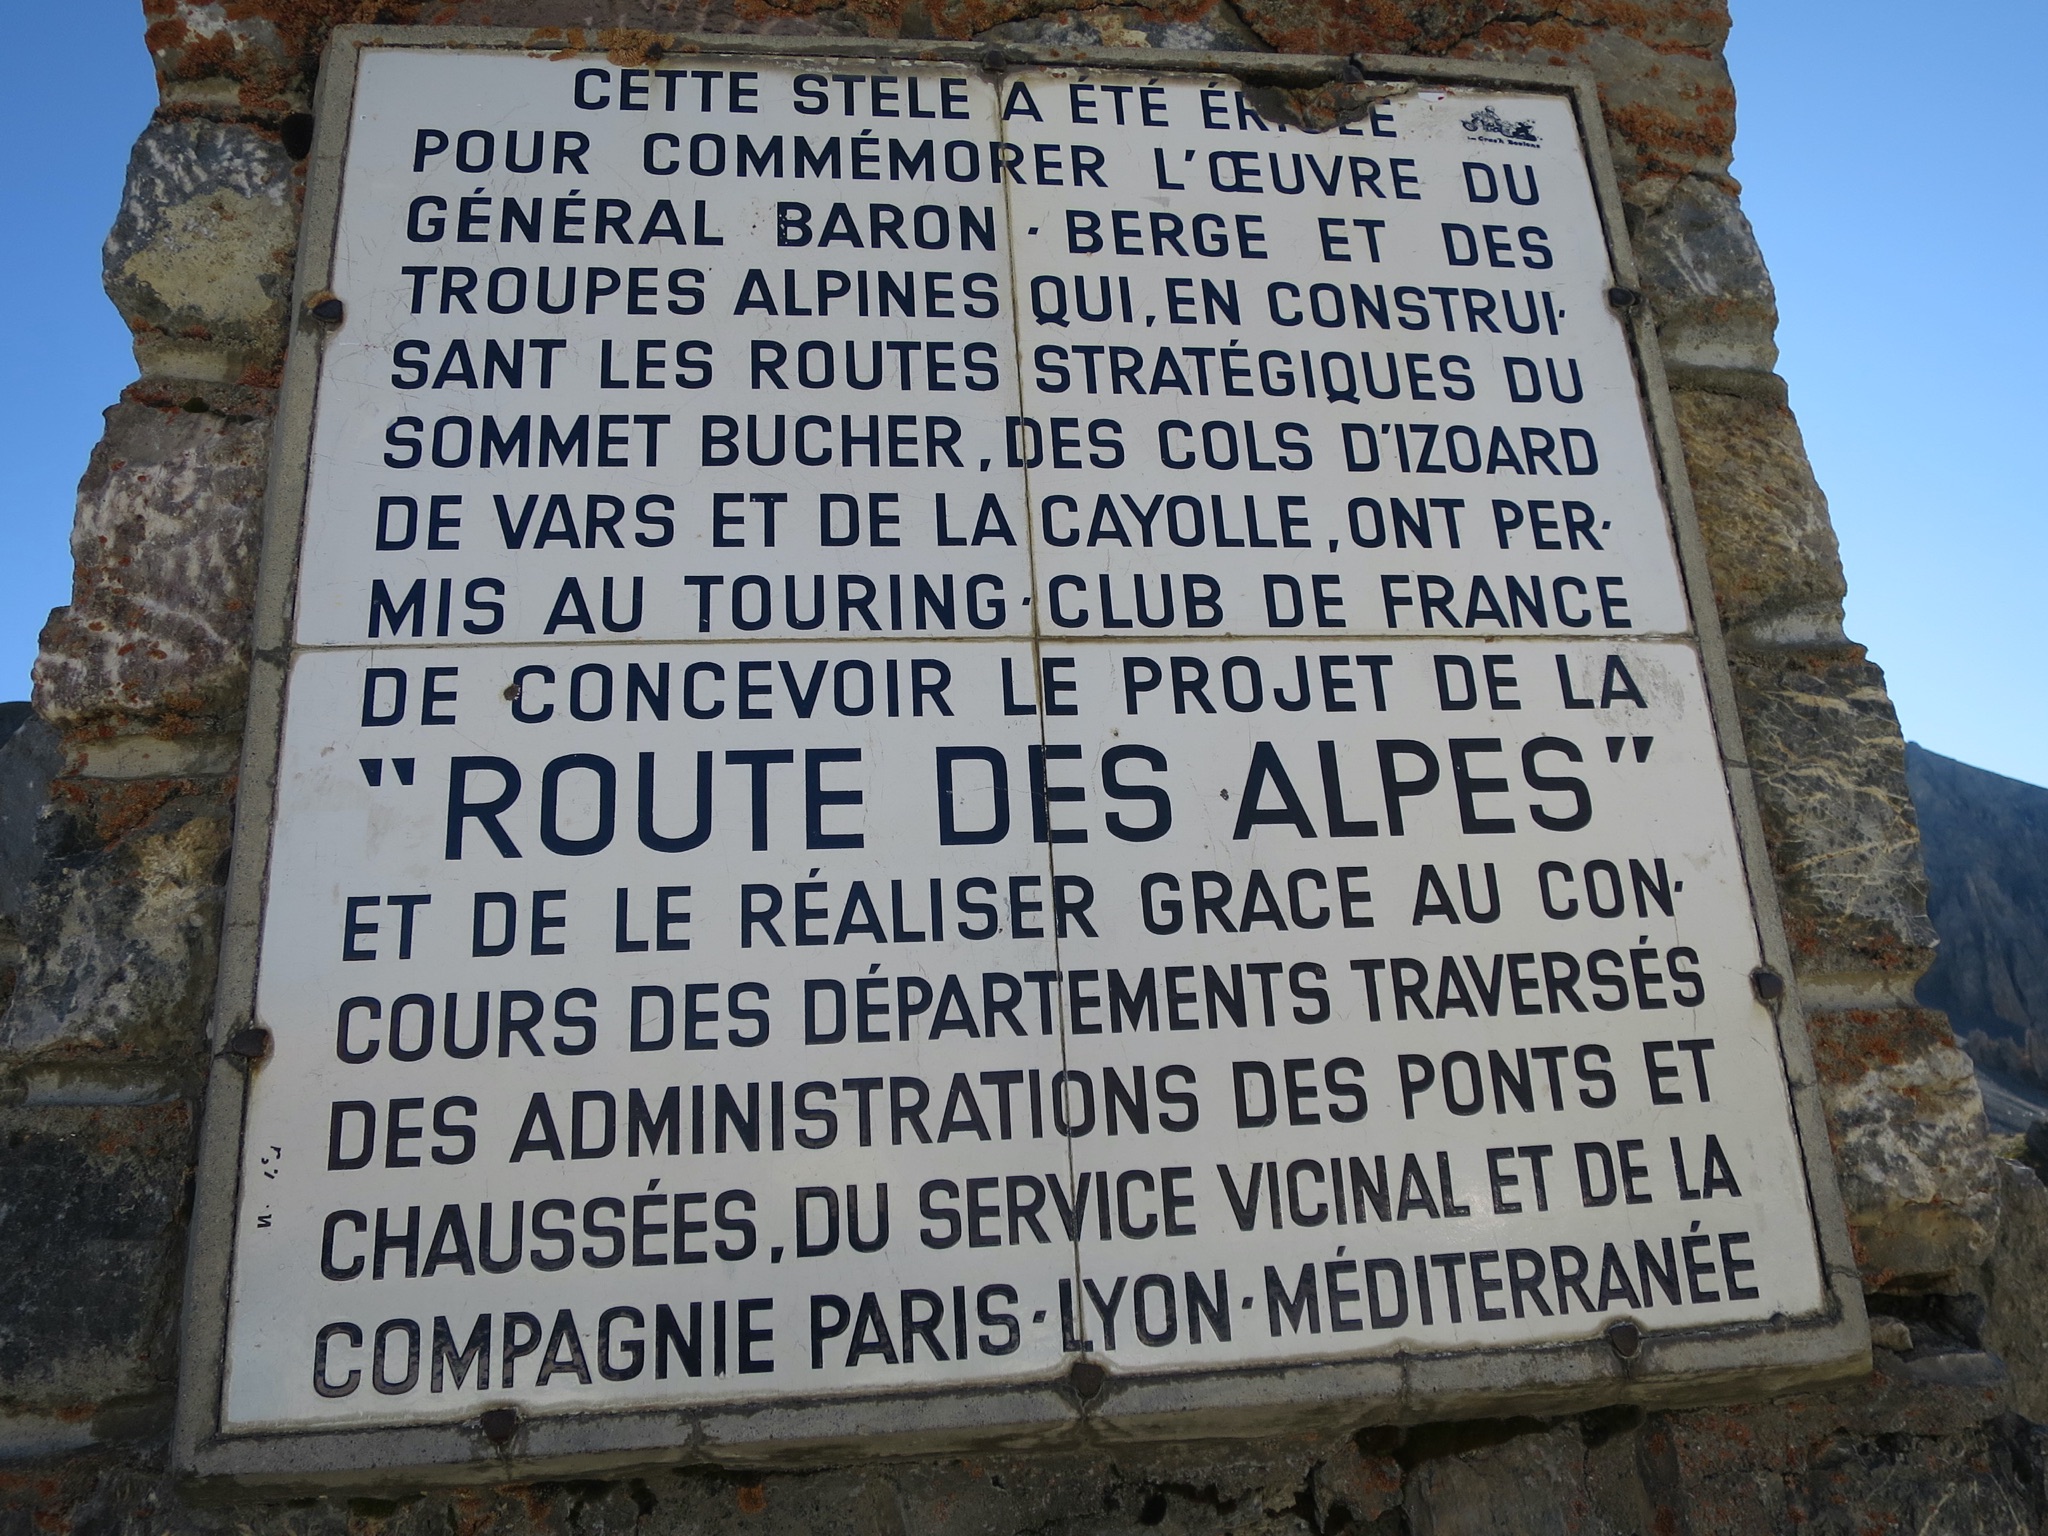 CETTE STÈLE A ÉTÉ ÉRIGÉE
POUR COMMÉMORER L'ŒUVRE DU
GÉNÉRAL BARON-BERGE ET DES
TROUPES ALPINES QUI, EN CONSTRUI-
SANT LES ROUTES STRATÉGIQUES DU
SOMMET BUCHER, DES COLS D'IZOARD
DE VARS ET DE LA CAYOLLE, ONT PER-
MIS AU TOURING-CLUB DE FRANCE
DE CONCEVOIR LE PROJET DE LA
"ROUTE DES ALPES"
ET DE LE RÉALISER GRACE AU CON-
COURS DES DÉPARTEMENTS TRAVERSÉS
DES ADMINISTRATIONS DES PONTS ET
CHAUSSÉES, DU SERVICE VICINAL ET DE LA
COMPAGNIE PARIS-LYON-MÉDITERRANÉE